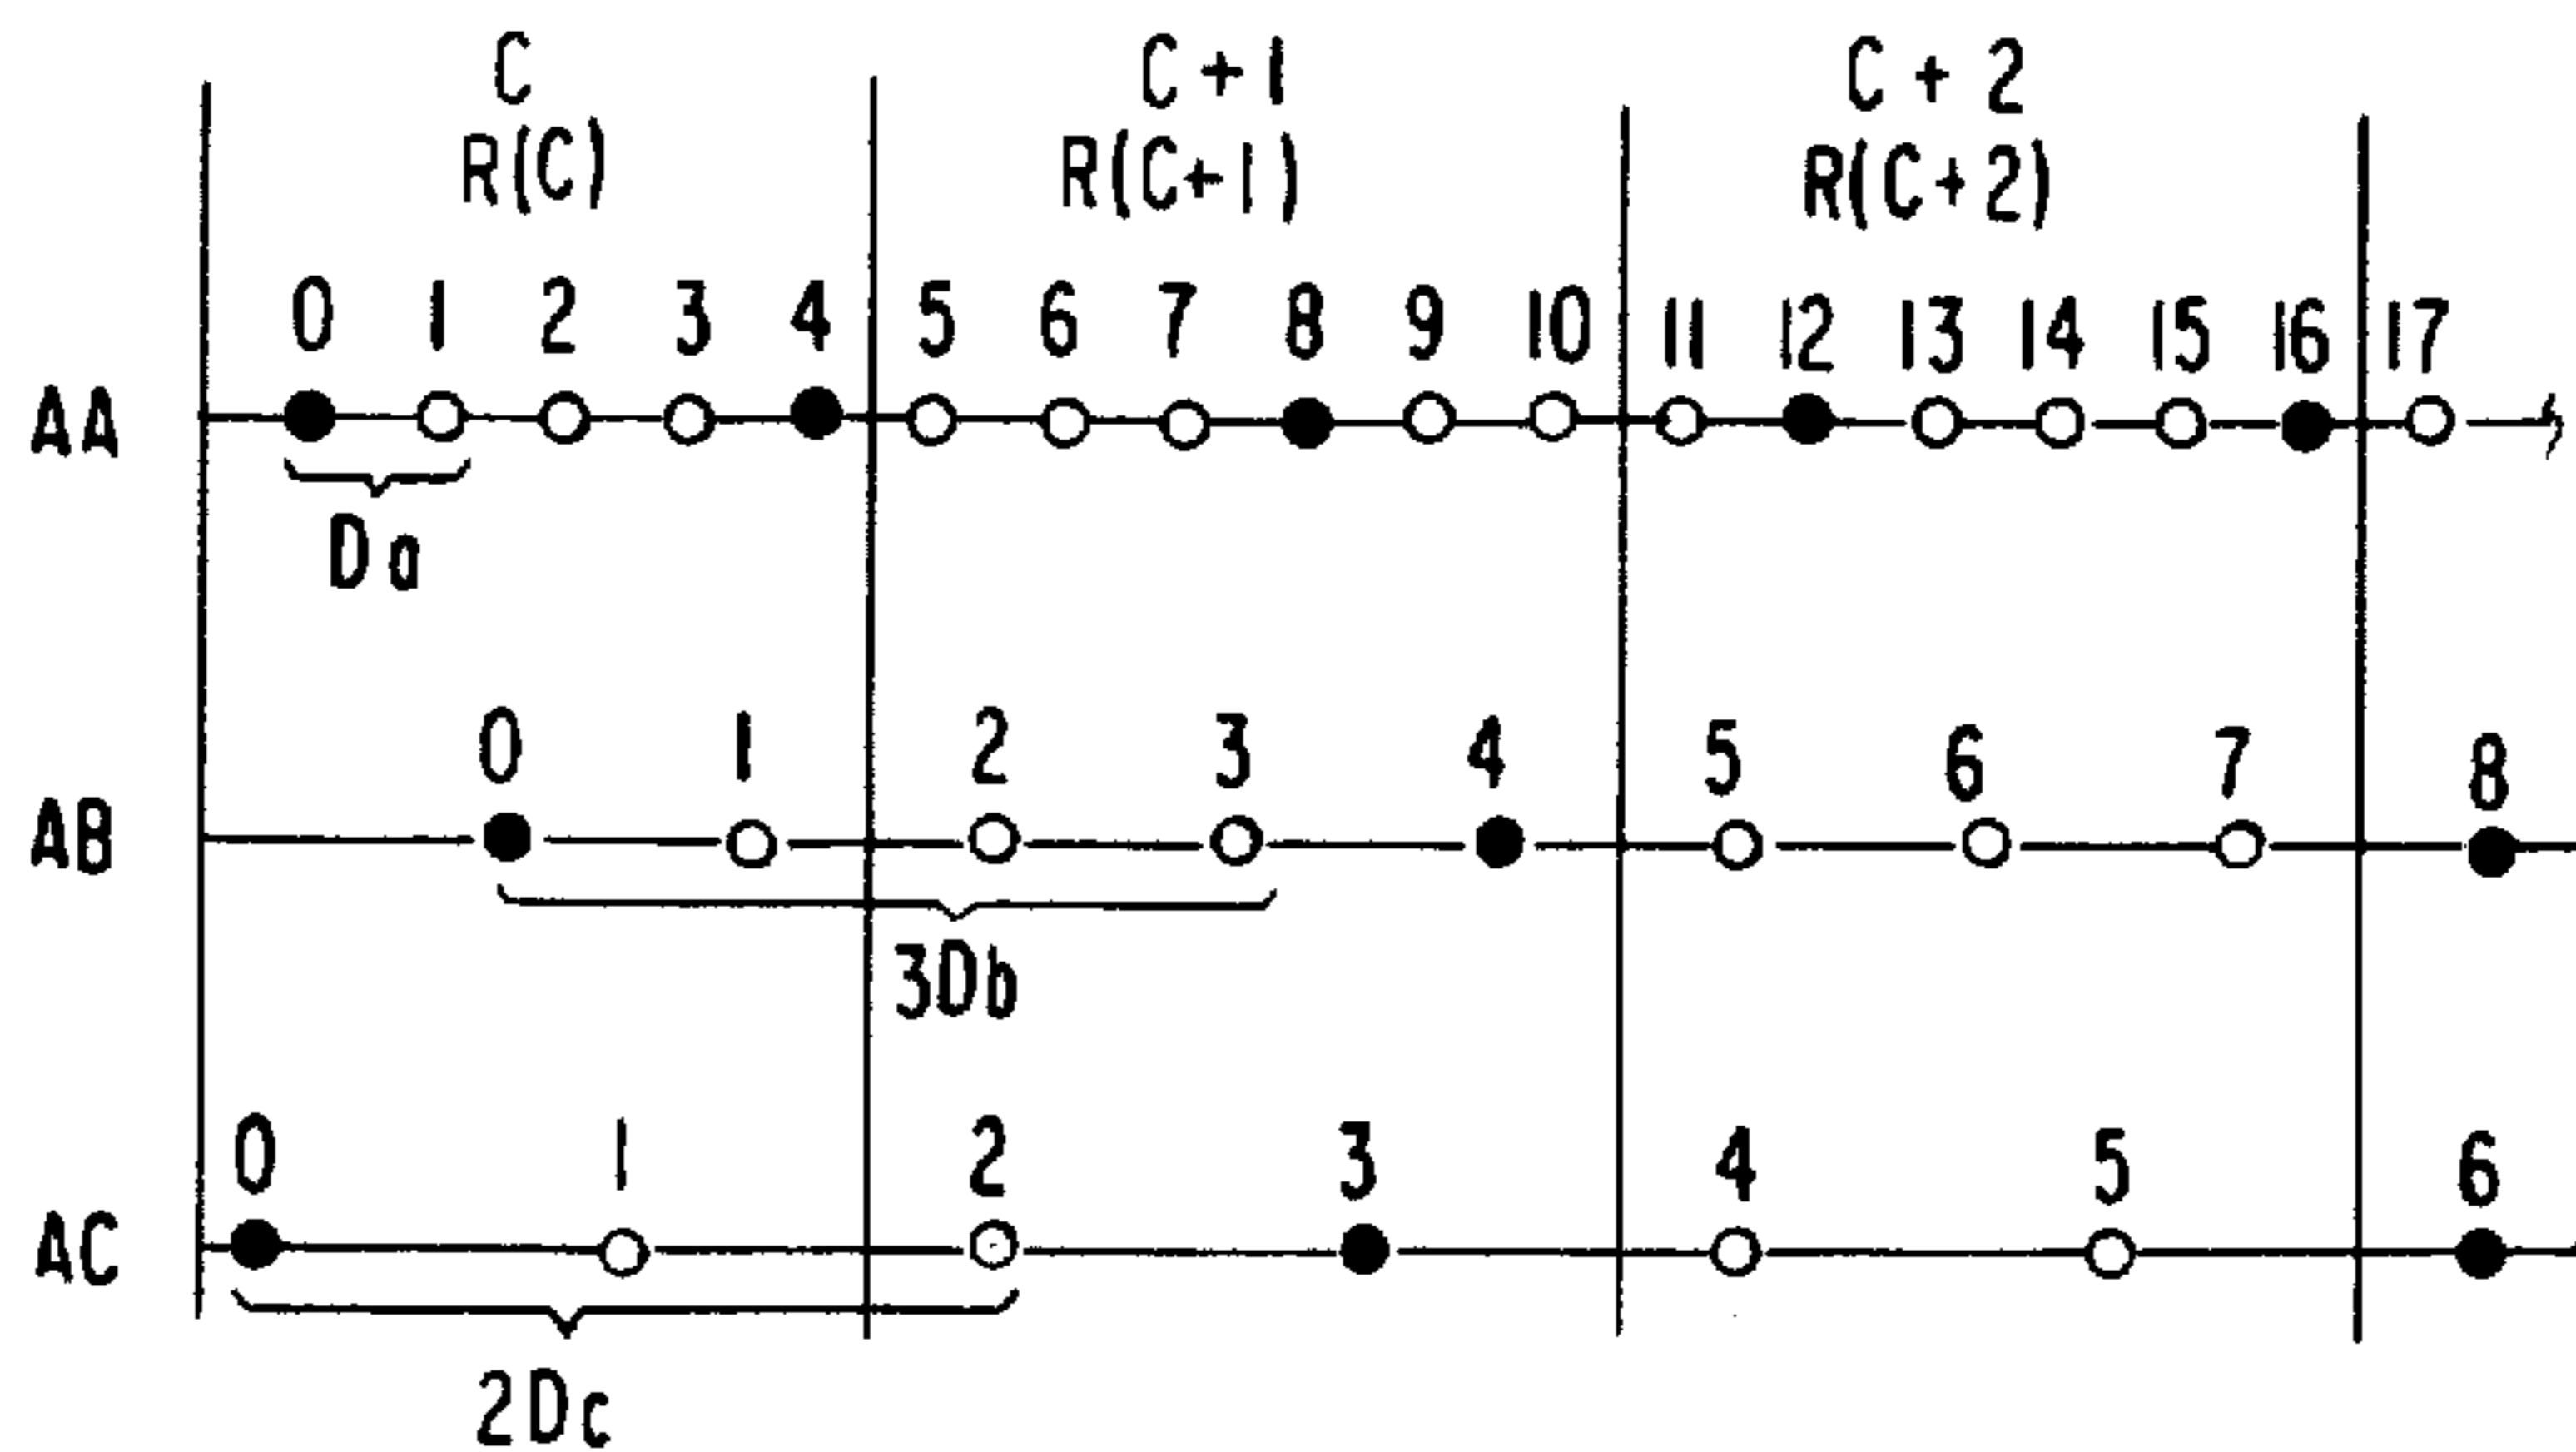 C C+1 C+2
R(C) R(C+1) R(C+2)
0 1 2 3 4 5 6 7 8 9 10 11 12 13 14 15 16 17
AA
Da
0 1 2 3 4 5 6 7 8
AB
3Db
0 1 2 3 4 5 6
AC
2Dc